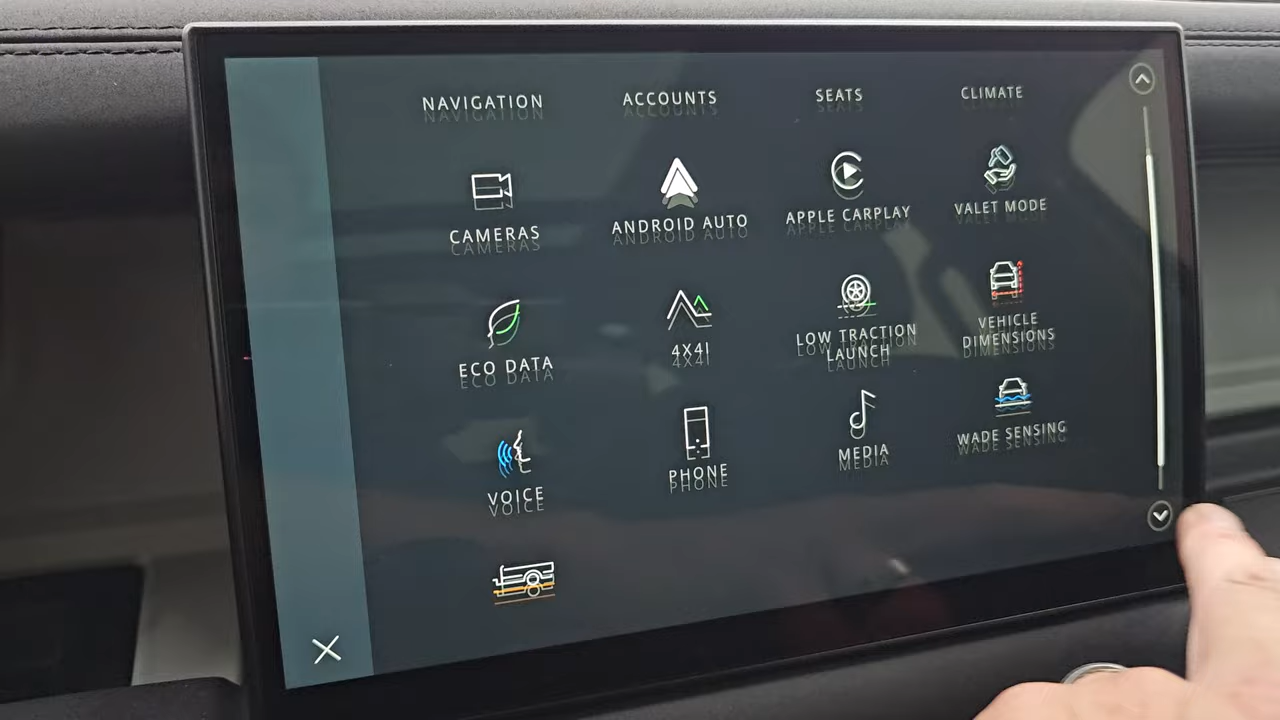 NAVIGATION
ACCOUNTS
SEATS
CLIMATE
CAMERAS
ANDROID AUTO
APPLE CARPLAY
VALET MODE
ECO DATA
4X4I
LOW TRACTION
LAUNCH
VEHICLE
DIMENSIONS
VOICE
PHONE
MEDIA
WADE SENSING